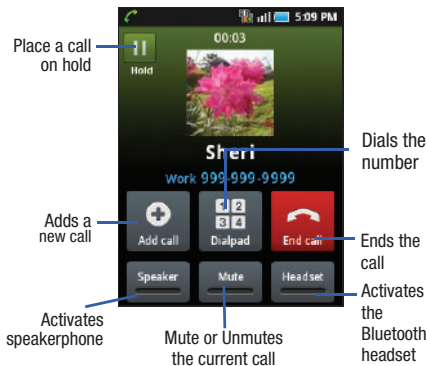 5:09 PM
Place a call
on hold
00:03
Hold
Sheri
Work 999-999-9999
Dials the
number
1 2
3 4
Adds a
new call
Add call
Dialpad
End call
Ends the
call
Speaker
Mute
Headset
Activates
speakerphone
Mute or Unmutes
the current call
Activates
the
Bluetooth
headset